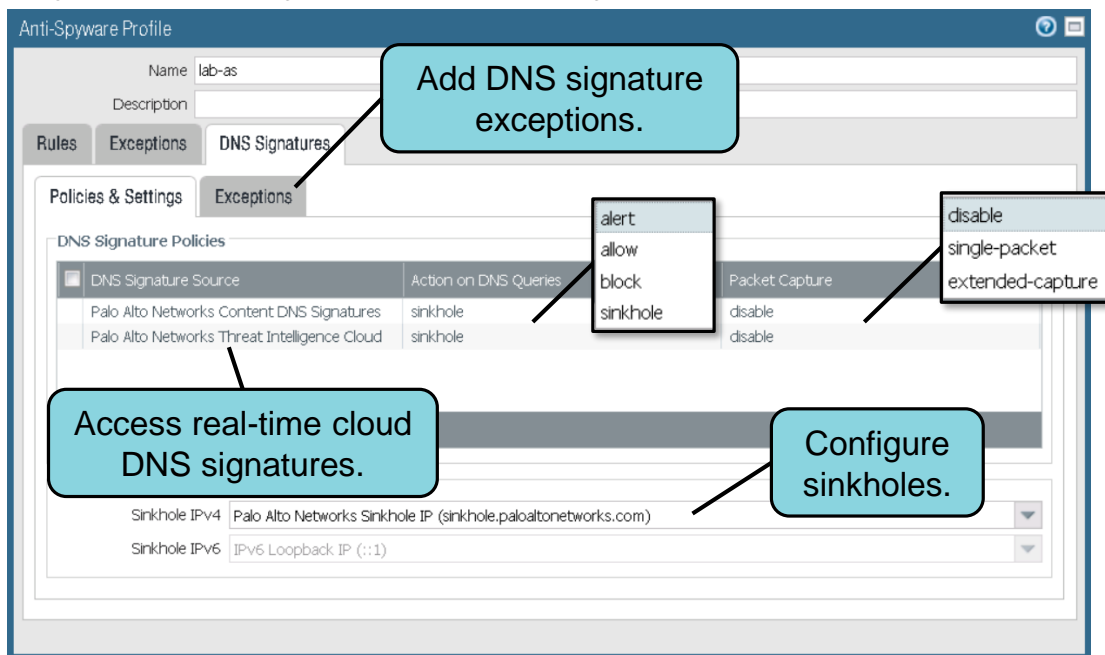 Anti-Spyware Profile
Name lab-as
Description
Add DNS signature
exceptions.
Rules Exceptions DNS Signatures
Policies & Settings Exceptions
DNS Signature Policies
DNS Signature Source Action on DNS Queries Packet Capture
Palo Alto Networks Content DNS Signatures sinkhole disable
Palo Alto Networks Threat Intelligence Cloud sinkhole disable
alert
allow
block
sinkhole
disable
single-packet
extended-capture
Access real-time cloud
DNS signatures.
Configure
sinkholes.
Sinkhole IPv4 Palo Alto Networks Sinkhole IP (sinkhole.paloaltonetworks.com)
Sinkhole IPv6 IPv6 Loopback IP (::1)